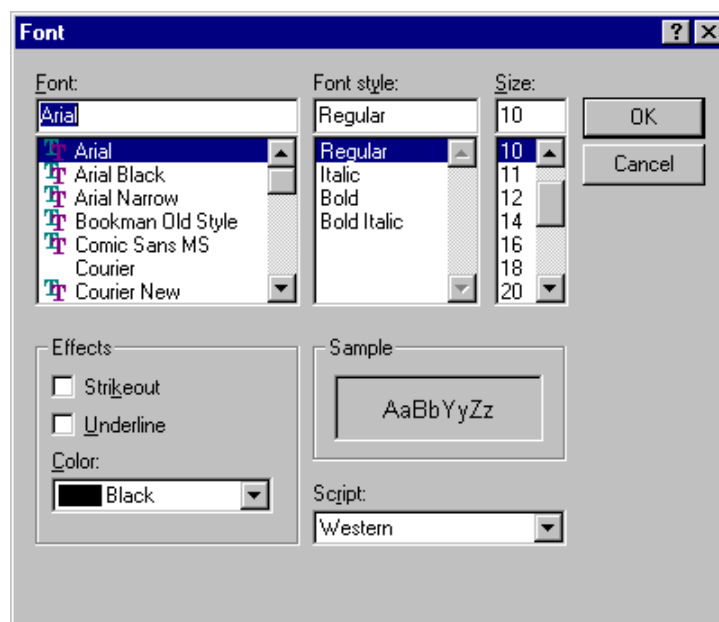 Font
Font: Font style: Size:
Arial Regular 10
OK
Arial
Arial Black
Arial Narrow
Bookman Old Style
Comic Sans MS
Courier
Courier New
Regular
Italic
Bold
Bold Italic
10
11
12
14
16
18
20
Cancel
Effects
Strikeout
Underline
Color:
Black
Sample
AaBbYyZz
Script:
Western